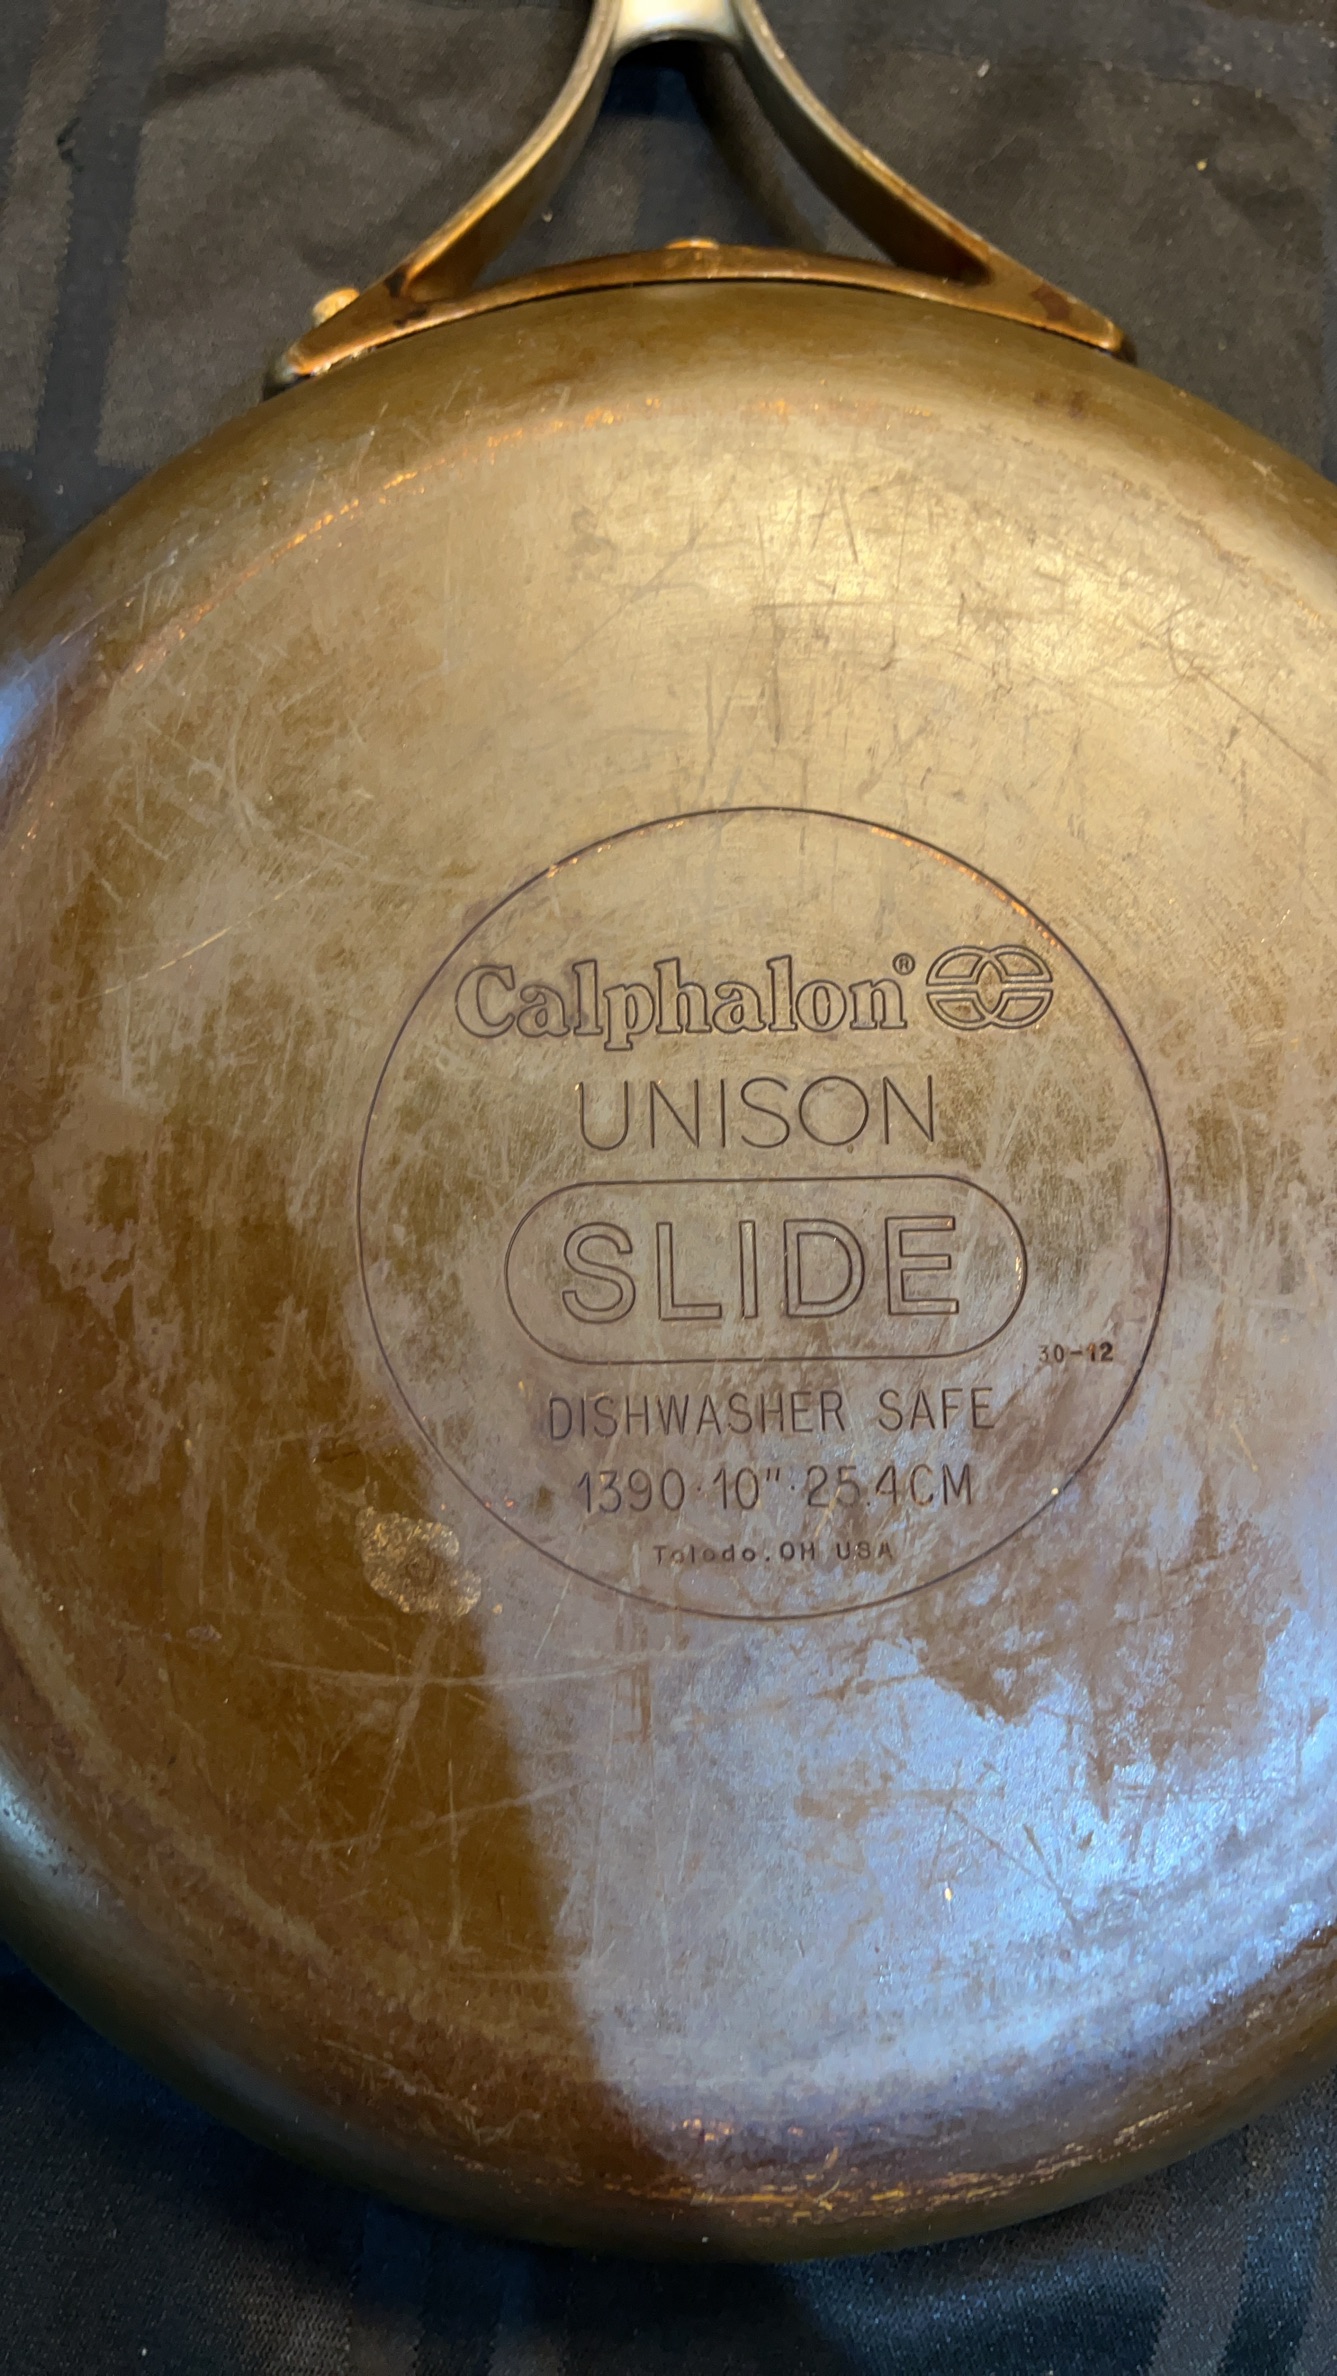 Calphalon®
UNISON
SLIDE
30-12
DISHWASHER SAFE
1390·10"·25.4CM
Toledo.OH USA